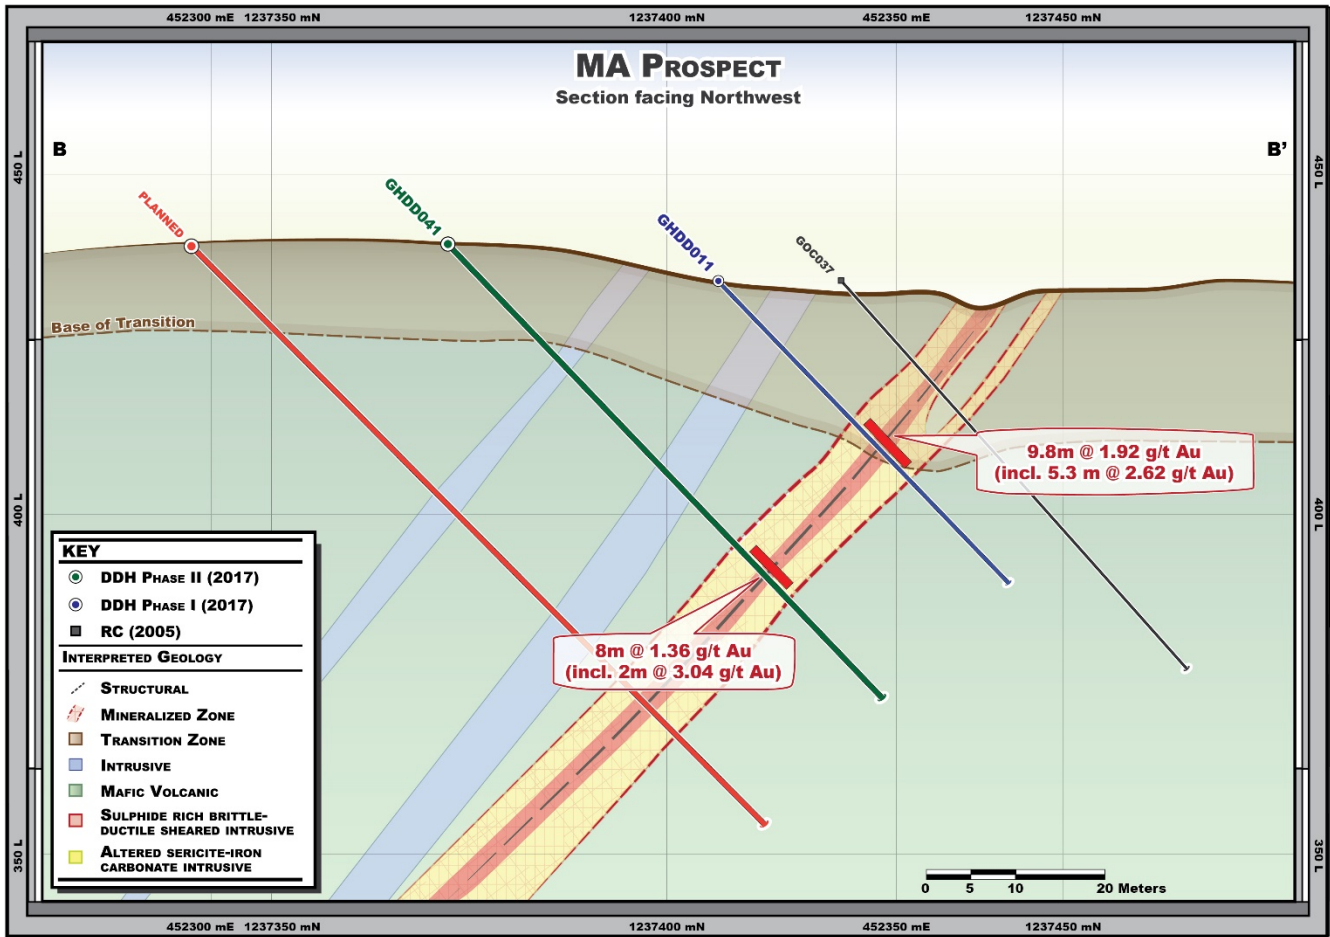 452300 mE 1237350 mN 1237400 mN 452350 mE 1237450 mN
MA Prospect
Section facing Northwest
B B'
450 L 450 L
PLANNED
GHDD041
GHDD011
GOC037
Base of Transition
9.8m @ 1.92 g/t Au
(incl. 5.3 m @ 2.62 g/t Au)
400 L 400 L
8m @ 1.36 g/t Au
(incl. 2m @ 3.04 g/t Au)
KEY
DDH Phase II (2017)
DDH Phase I (2017)
RC (2005)
Interpreted Geology
Structural
Mineralized Zone
Transition Zone
Intrusive
Mafic Volcanic
Sulphide rich brittle-
ductile sheared intrusive
Altered sericite-iron
carbonate intrusive
350 L 350 L
0 5 10 20 Meters
452300 mE 1237350 mN 1237400 mN 452350 mE 1237450 mN